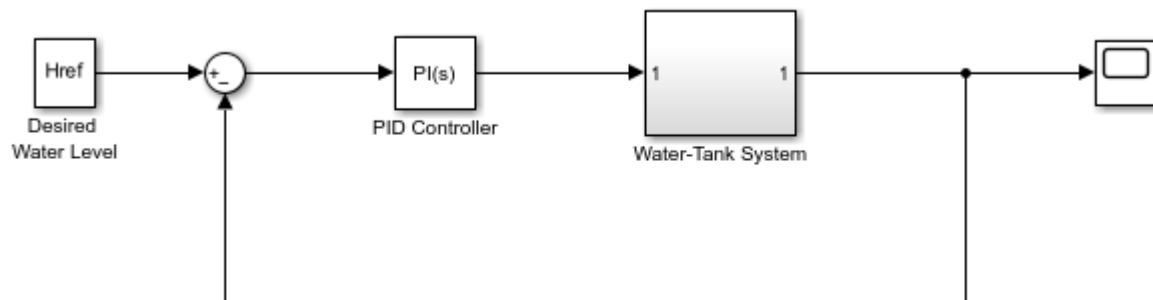 Href
+
−
PI(s)
1
1
Desired
Water Level
PID Controller
Water-Tank System